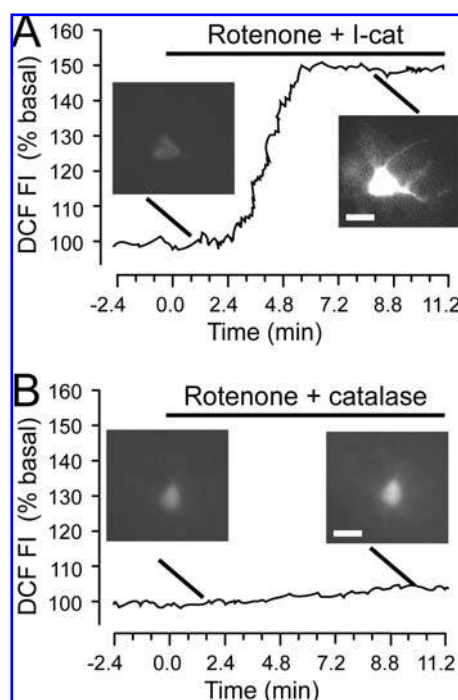 A
Rotenone + I-cat
160
150
140
130
120
110
100
DCF FI (% basal)
-2.4 0.0 2.4 4.8 7.2 8.8 11.2
Time (min)
B
Rotenone + catalase
160
150
140
130
120
110
100
DCF FI (% basal)
-2.4 0.0 2.4 4.8 7.2 8.8 11.2
Time (min)